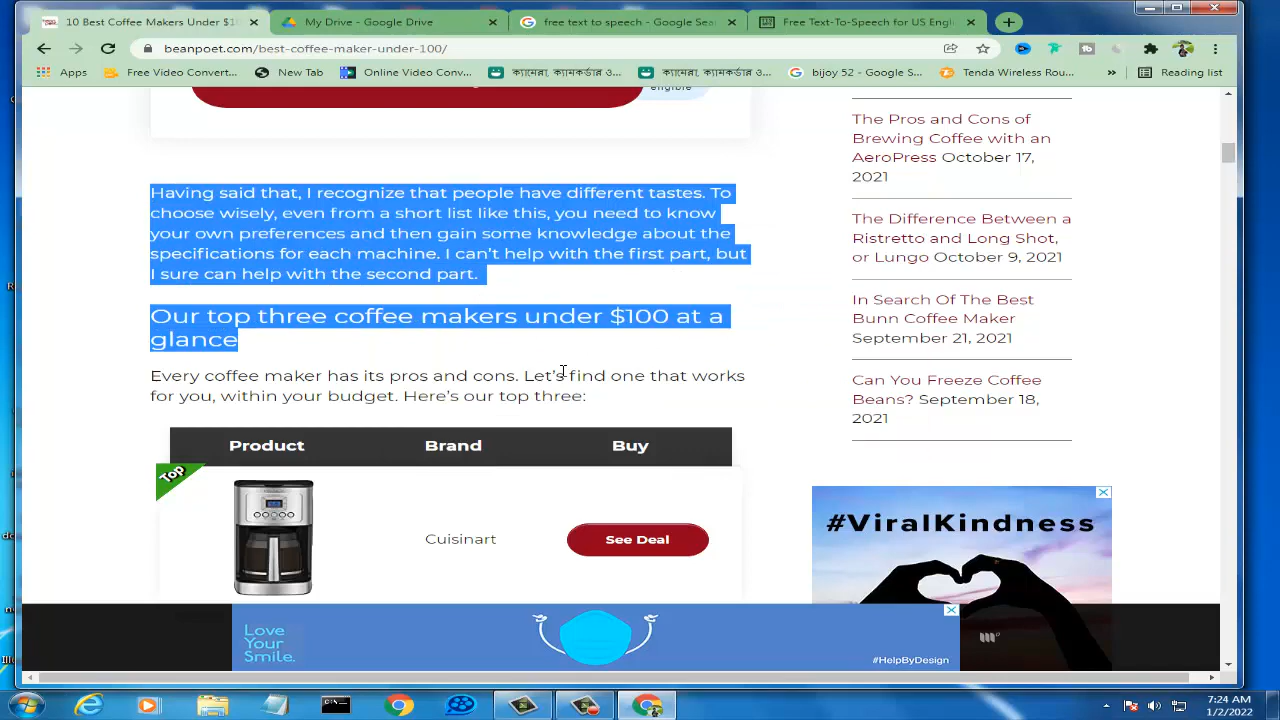 10 Best Coffee Makers Under $1
My Drive - Google Drive
free text to speech - Google Sea
Free Text-To-Speech for US Engl
beanpoet.com/best-coffee-maker-under-100/
Apps
Free Video Convert...
New Tab
Online Video Conv...
ক্যামেরা, ক্যামকর্ডার ও...
ক্যামেরা, ক্যামকর্ডার ও...
bijoy 52 - Google S...
Tenda Wireless Rou...
»
Reading list
eligible
Having said that, I recognize that people have different tastes. To
choose wisely, even from a short list like this, you need to know
your own preferences and then gain some knowledge about the
specifications for each machine. I can't help with the first part, but
I sure can help with the second part.
Our top three coffee makers under $100 at a
glance
Every coffee maker has its pros and cons. Let's find one that works
for you, within your budget. Here's our top three:
Product Brand Buy
Top
Cuisinart
See Deal
The Pros and Cons of
Brewing Coffee with an
AeroPress October 17,
2021
The Difference Between a
Ristretto and Long Shot,
or Lungo October 9, 2021
In Search Of The Best
Bunn Coffee Maker
September 21, 2021
Can You Freeze Coffee
Beans? September 18,
2021
#ViralKindness
Love
Your
Smile.
#HelpByDesign
7:24 AM
1/2/2022